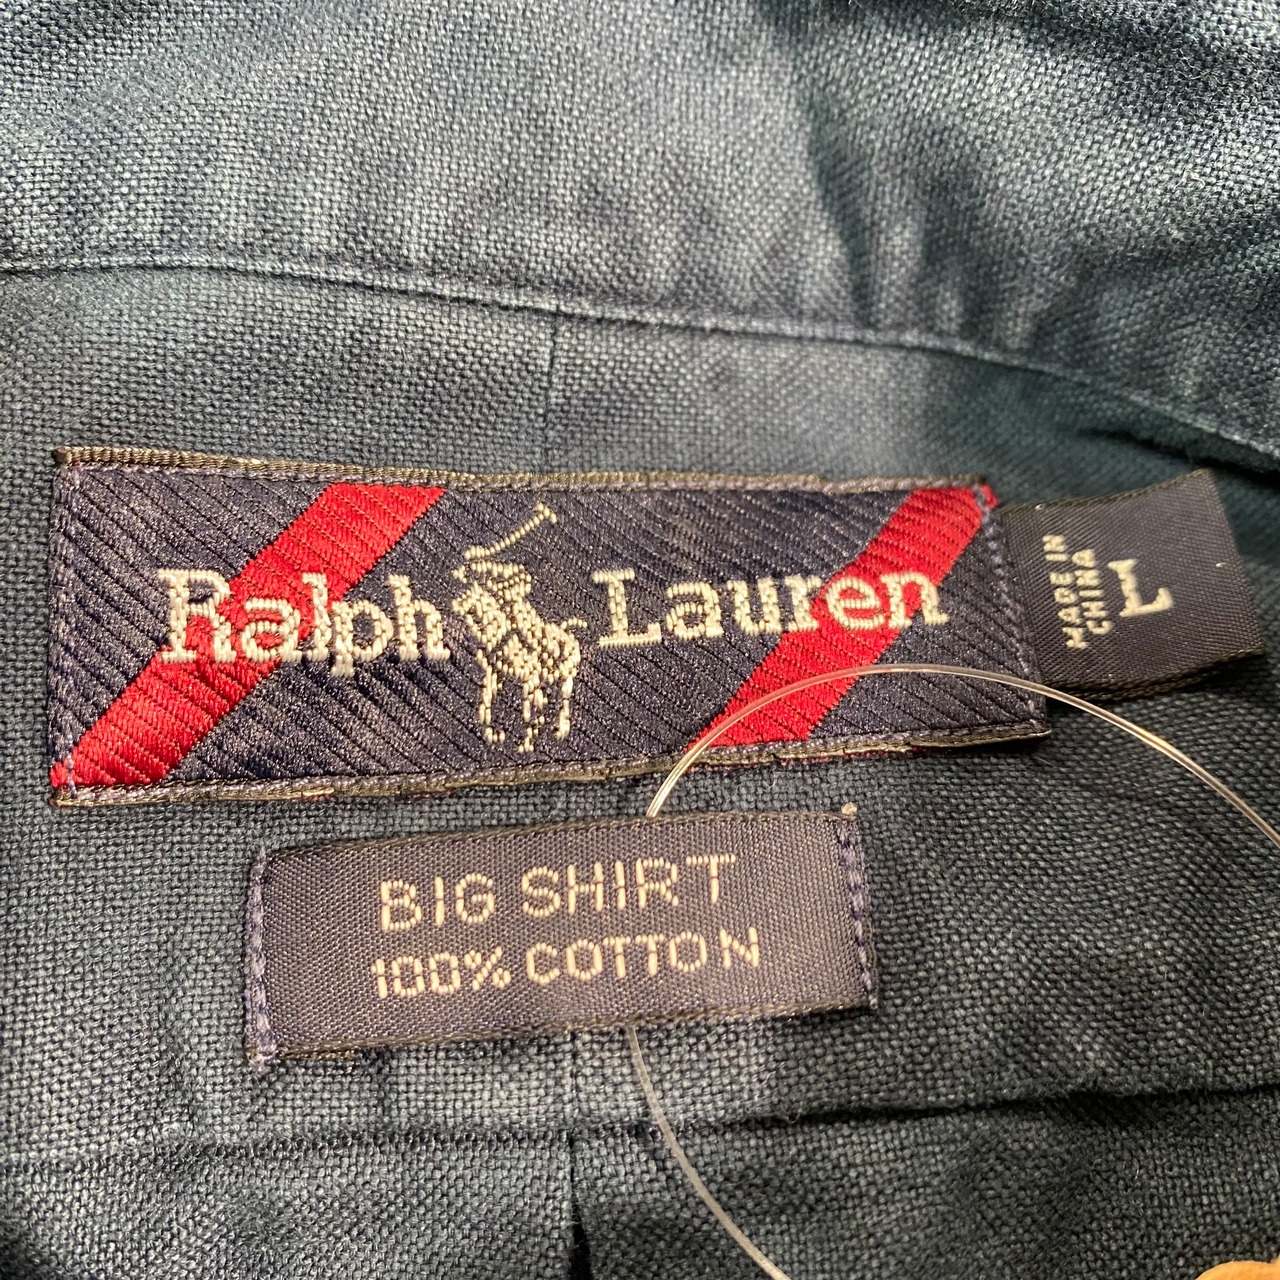 Ralph Lauren
MADE IN
CHINA
L
BIG SHIRT
100% COTTON